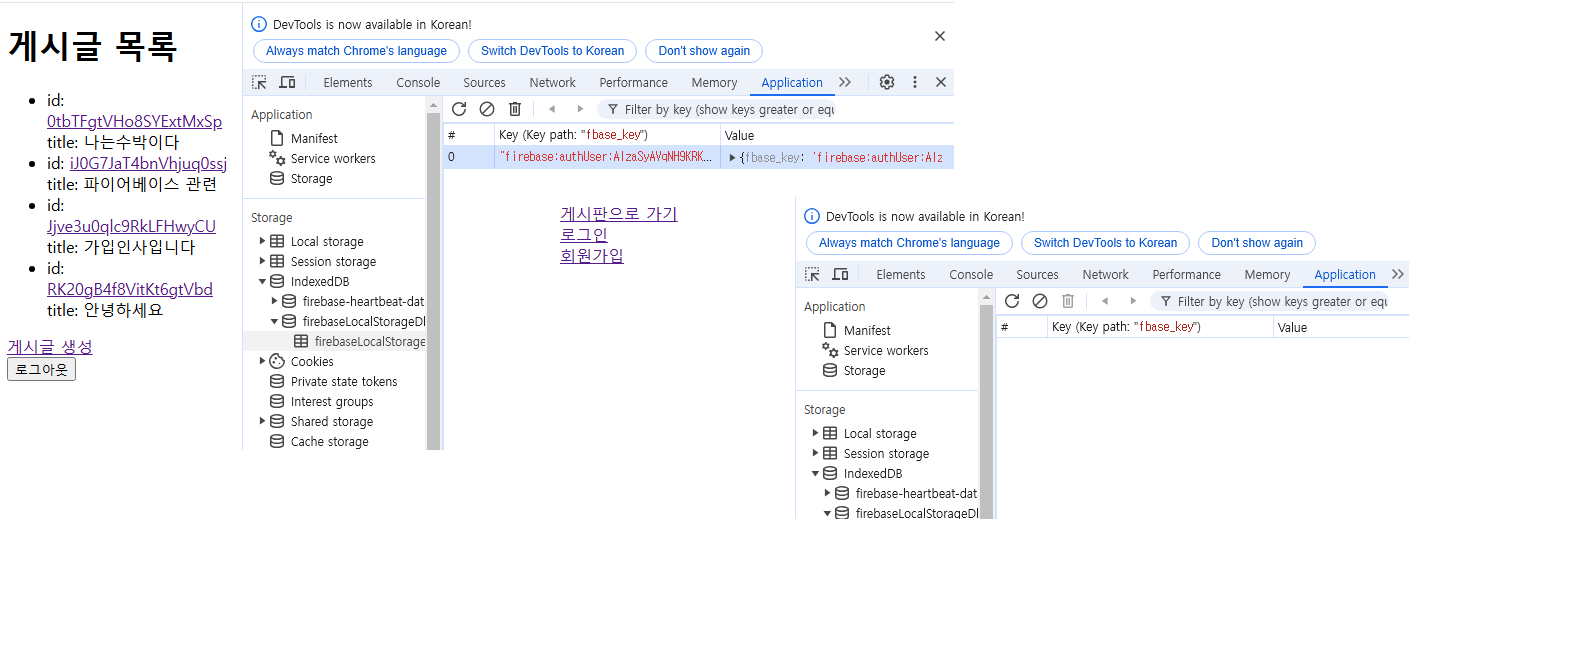 게시글 목록
id:
0tbTFgtVHo8SYExtMxSp
title: 나는수박이다
id: iJ0G7JaT4bnVhjuq0ssj
title: 파이어베이스 관련
id:
Jjve3u0qlc9RkLFHwyCU
title: 가입인사입니다
id:
RK20gB4f8VitKt6gtVbd
title: 안녕하세요
게시글 생성
로그아웃
DevTools is now available in Korean!
Always match Chrome's language
Switch DevTools to Korean
Don't show again
Elements Console Sources Network Performance Memory Application
Application
Manifest
Service workers
Storage
Storage
Local storage
Session storage
IndexedDB
firebase-heartbeat-dat
firebaseLocalStorageDl
firebaseLocalStorage
Cookies
Private state tokens
Interest groups
Shared storage
Cache storage
Filter by key (show keys greater or equ
# Key (Key path: "fbase_key") Value
0 "firebase:authUser:AIzaSyAVqNH9KRK... {fbase_key: 'firebase:authUser:AIz
게시판으로 가기
로그인
회원가입
DevTools is now available in Korean!
Always match Chrome's language
Switch DevTools to Korean
Don't show again
Elements Console Sources Network Performance Memory Application
Application
Manifest
Service workers
Storage
Storage
Local storage
Session storage
IndexedDB
firebase-heartbeat-dat
firebaseLocalStorageDl
Filter by key (show keys greater or equ
# Key (Key path: "fbase_key") Value